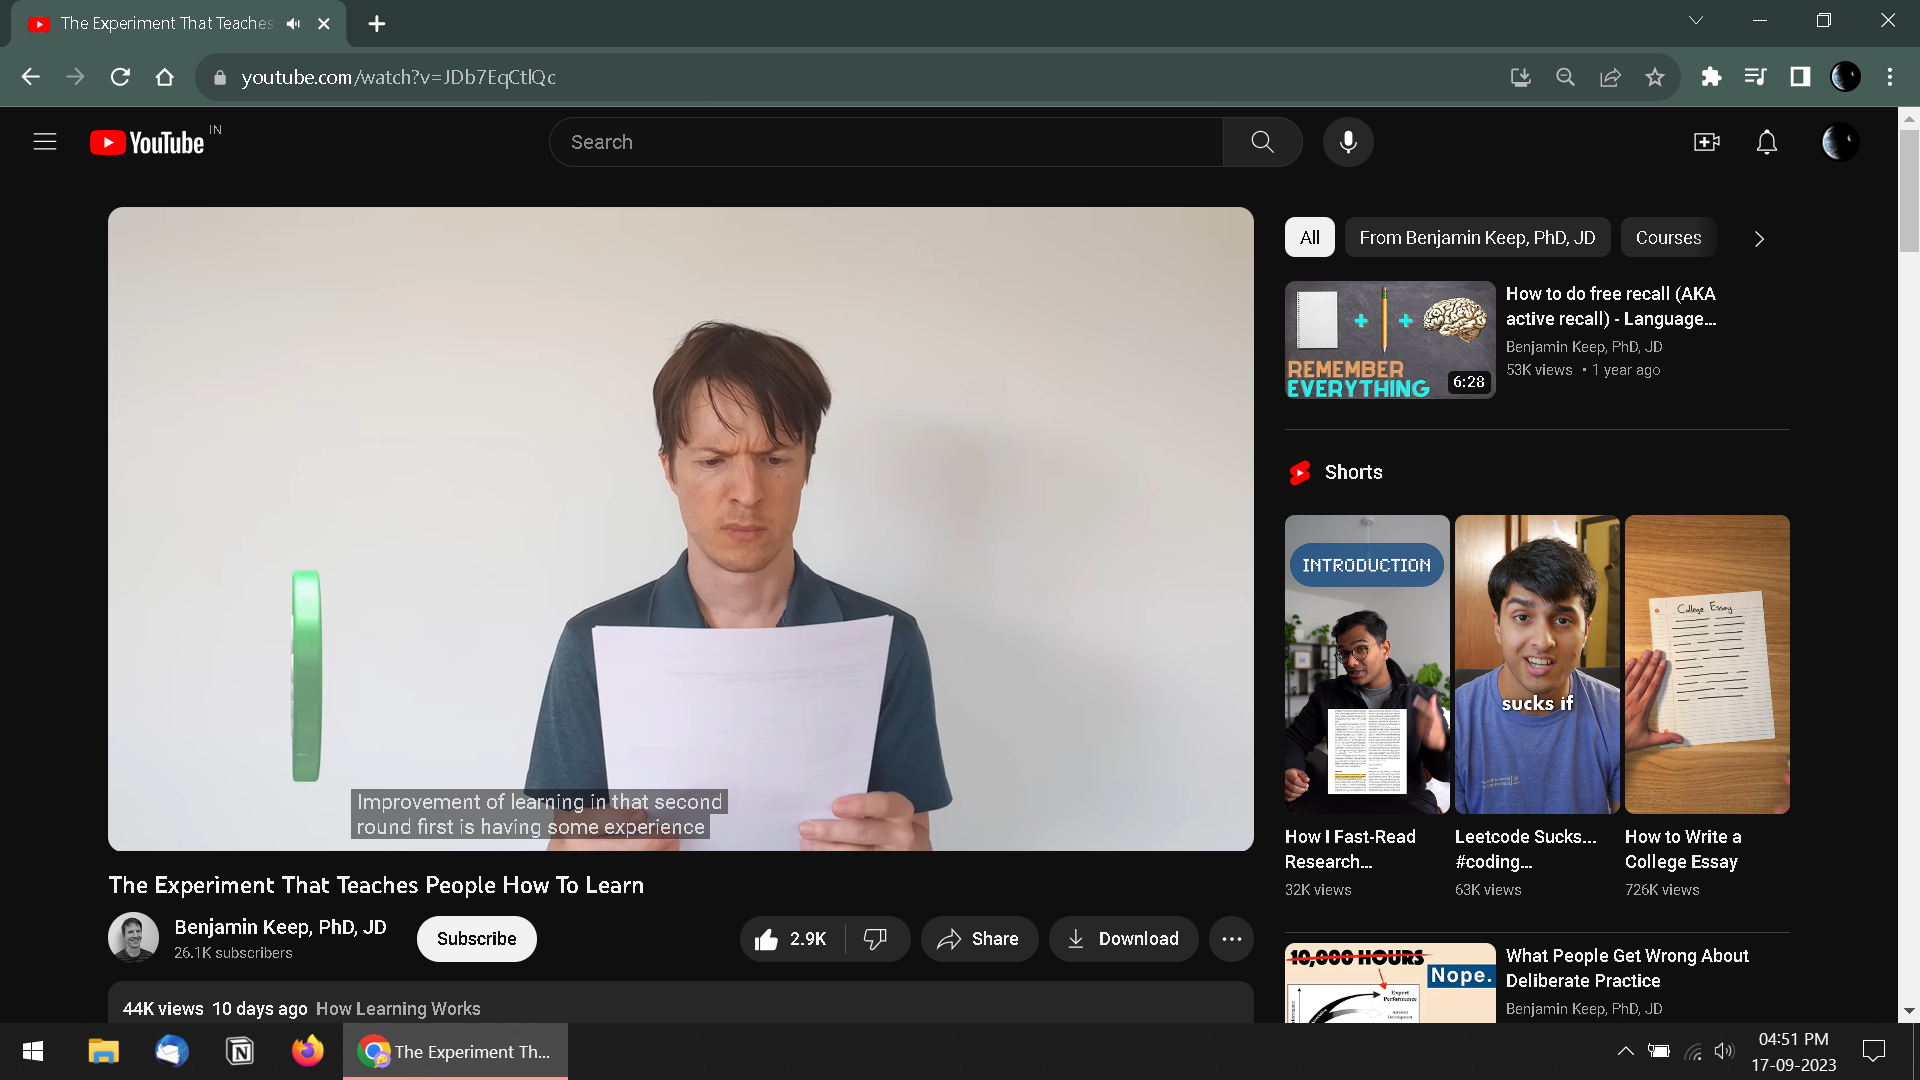 The Experiment That Teaches
youtube.com/watch?v=JDb7EqCtlQc
YouTube IN
Search
All
From Benjamin Keep, PhD, JD
Courses
REMEMBER
EVERYTHING
6:28
How to do free recall (AKA
active recall) - Language...
Benjamin Keep, PhD, JD
53K views • 1 year ago
Shorts
INTRODUCTION
sucks if
College Essay
How I Fast-Read
Research...
32K views
Leetcode Sucks...
#coding...
63K views
How to Write a
College Essay
726K views
Improvement of learning in that second
round first is having some experience
The Experiment That Teaches People How To Learn
Benjamin Keep, PhD, JD
26.1K subscribers
Subscribe
2.9K
Share
Download
44K views 10 days ago How Learning Works
10,000 HOURS
Nope.
Expert
Performance
What People Get Wrong About
Deliberate Practice
Benjamin Keep, PhD, JD
The Experiment Th...
04:51 PM
17-09-2023